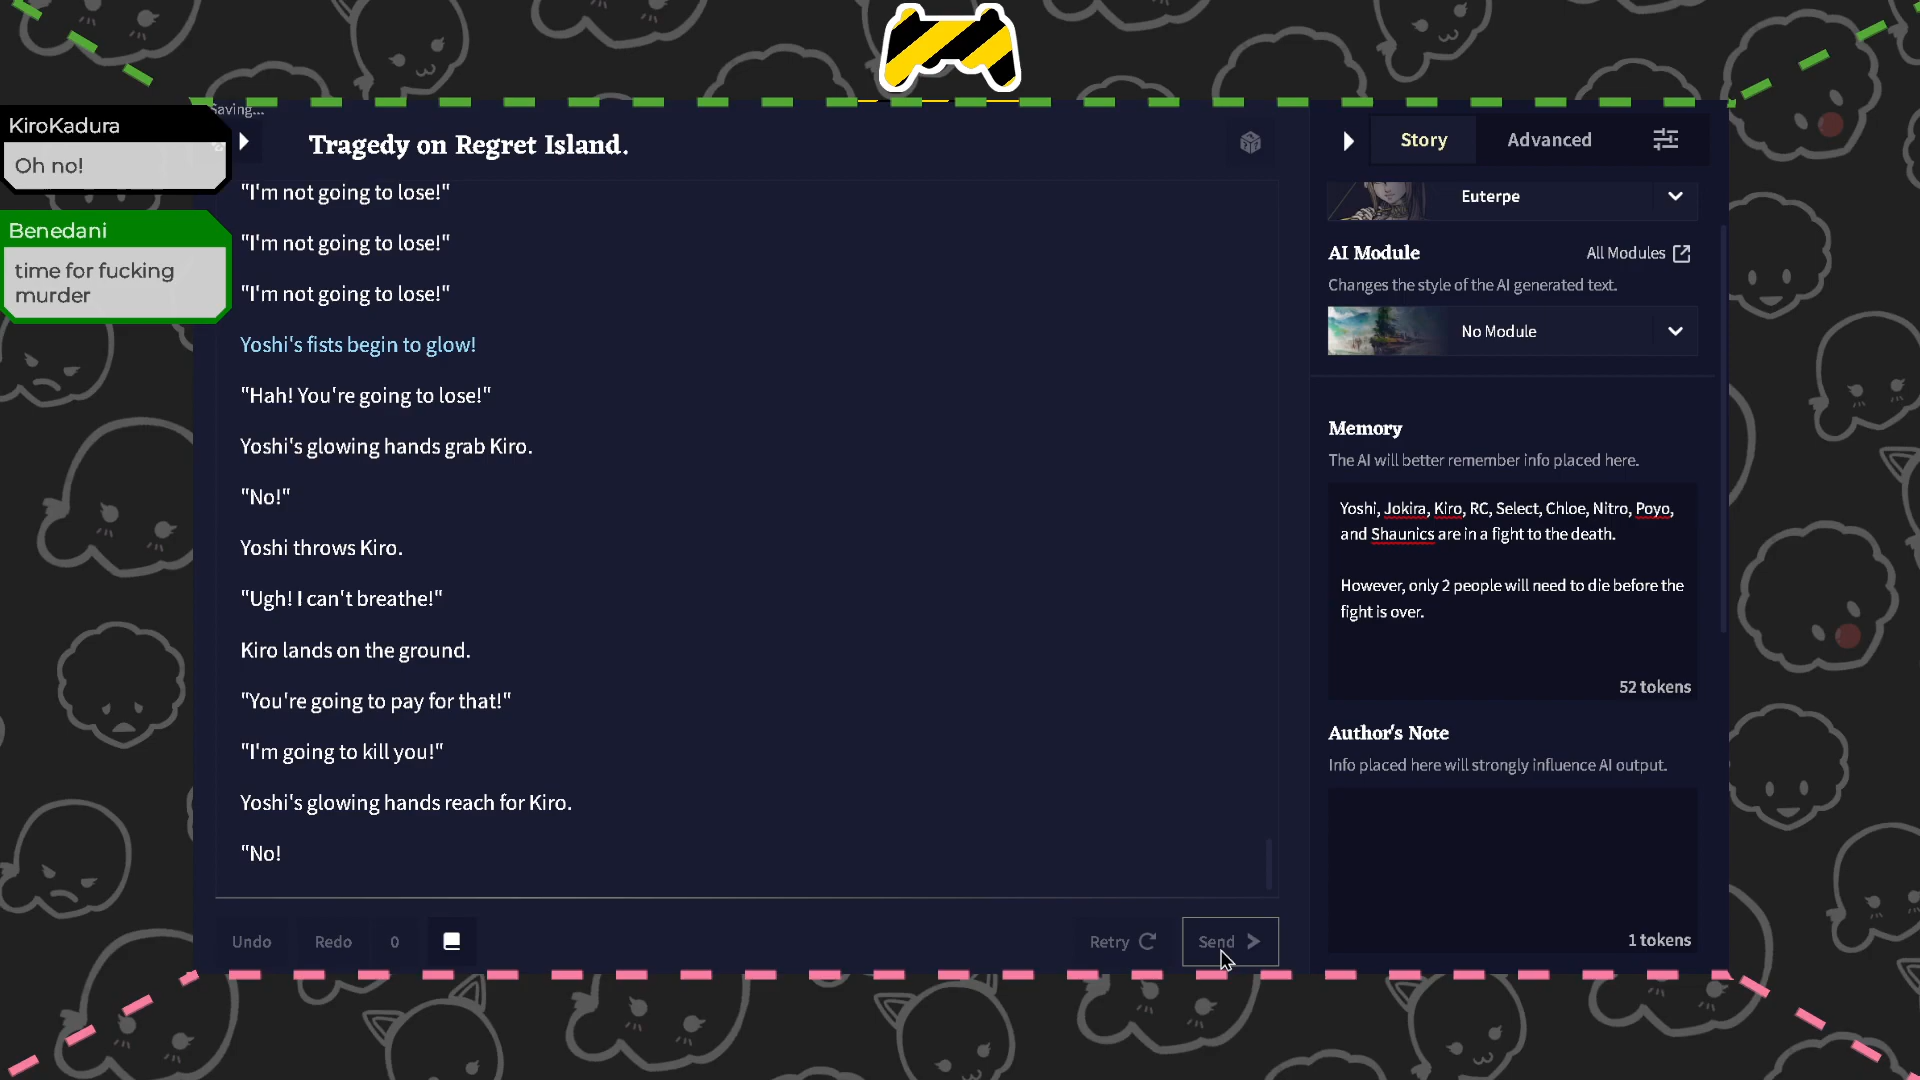 Saving...
KiroKadura
Oh no!
Benedani
time for fucking
murder
Tragedy on Regret Island.
"I'm not going to lose!"
"I'm not going to lose!"
"I'm not going to lose!"
Yoshi's fists begin to glow!
"Hah! You're going to lose!"
Yoshi's glowing hands grab Kiro.
"No!"
Yoshi throws Kiro.
"Ugh! I can't breathe!"
Kiro lands on the ground.
"You're going to pay for that!"
"I'm going to kill you!"
Yoshi's glowing hands reach for Kiro.
"No!
Undo Redo 0
Retry Send
Story Advanced
Euterpe
AI Module All Modules
Changes the style of the AI generated text.
No Module
Memory
The AI will better remember info placed here.
Yoshi, Jokira, Kiro, RC, Select, Chloe, Nitro, Poyo,
and Shaunics are in a fight to the death.
However, only 2 people will need to die before the
fight is over.
52 tokens
Author's Note
Info placed here will strongly influence AI output.
1 tokens